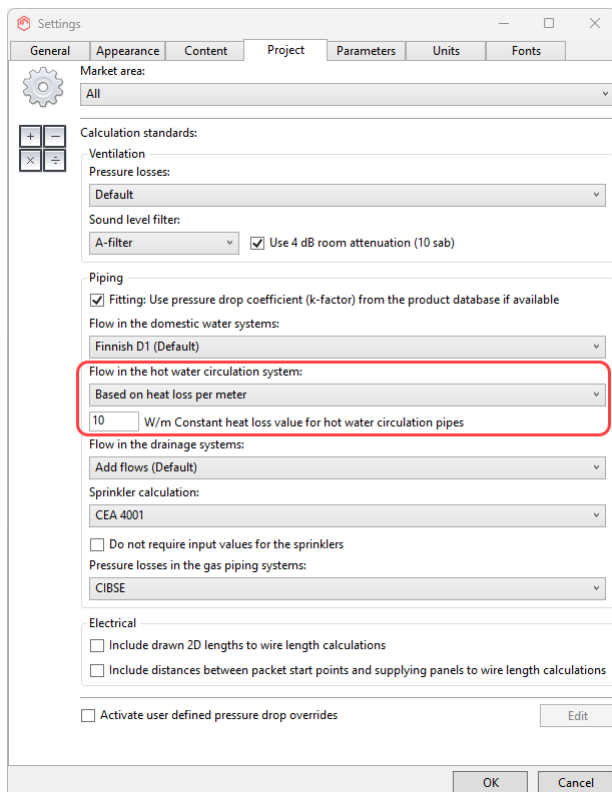 Settings
General Appearance Content Project Parameters Units Fonts
Market area:
All
+ −
× ÷
Calculation standards:
Ventilation
Pressure losses:
Default
Sound level filter:
A-filter Use 4 dB room attenuation (10 sab)
Piping
Fitting: Use pressure drop coefficient (k-factor) from the product database if available
Flow in the domestic water systems:
Finnish D1 (Default)
Flow in the hot water circulation system:
Based on heat loss per meter
10 W/m Constant heat loss value for hot water circulation pipes
Flow in the drainage systems:
Add flows (Default)
Sprinkler calculation:
CEA 4001
Do not require input values for the sprinklers
Pressure losses in the gas piping systems:
CIBSE
Electrical
Include drawn 2D lengths to wire length calculations
Include distances between packet start points and supplying panels to wire length calculations
Activate user defined pressure drop overrides Edit
OK Cancel